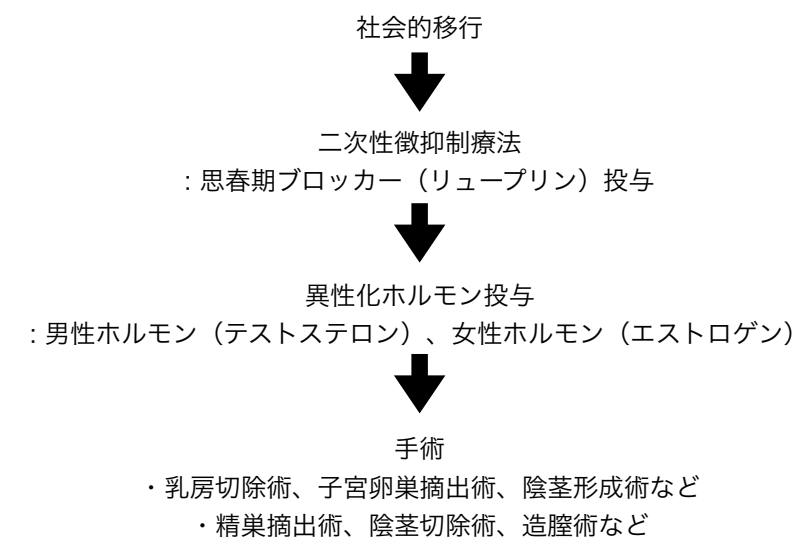 社会的移行
二次性徴抑制療法
：思春期ブロッカー（リュープリン）投与
異性化ホルモン投与
：男性ホルモン（テストステロン）、女性ホルモン（エストロゲン）
手術
・乳房切除術、子宮卵巣摘出術、陰茎形成術など
・精巣摘出術、陰茎切除術、造腟術など